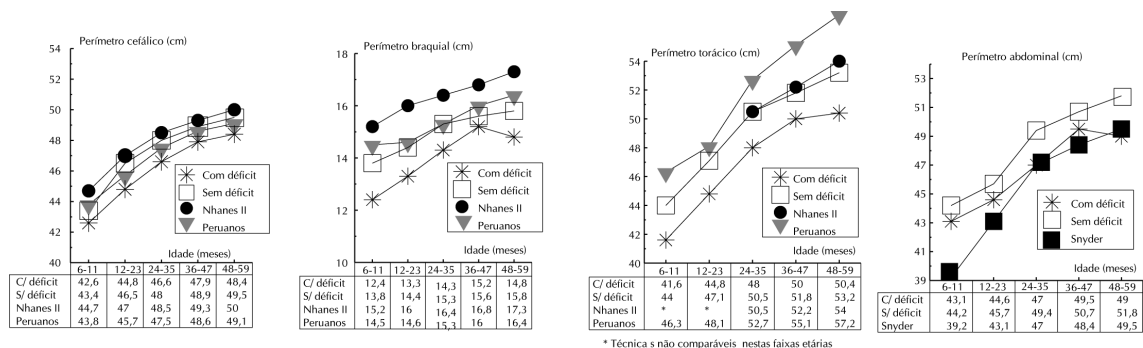 Perímetro cefálico (cm)
54
52
50
48
46
44
42
40
Com déficit
Sem déficit
Nhanes II
Peruanos
Idade (meses)
6-11 12-23 24-35 36-47 48-59
C/ déficit 42,6 44,8 46,6 47,9 48,4
S/ déficit 43,4 46,5 48 48,9 49,5
Nhanes II 44,7 47 48,5 49,3 50
Peruanos 43,8 45,7 47,5 48,6 49,1
Perímetro braquial (cm)
18
16
14
12
10
Com déficit
Sem déficit
Nhanes II
Peruanos
Idade (meses)
6-11 12-23 24-35 36-47 48-59
C/ déficit 12,4 13,3 14,3 15,2 14,8
S/ déficit 13,8 14,4 15,3 15,6 15,8
Nhanes II 15,2 16 16,4 16,8 17,3
Peruanos 14,5 14,6 15,3 16 16,4
Perímetro torácico (cm)
54
52
50
48
46
44
42
40
Com déficit
Sem déficit
Nhanes II
Peruanos
Idade (meses)
6-11 12-23 24-35 36-47 48-59
C/ déficit 41,6 44,8 48 50 50,4
S/ déficit 44 47,1 50,5 51,8 53,2
Nhanes II * * 50,5 52,2 54
Peruanos 46,3 48,1 52,7 55,1 57,2
* Técnica s não comparáveis nestas faixas etárias
Perímetro abdominal (cm)
53
51
49
47
45
43
41
39
Com déficit
Sem déficit
Snyder
Idade (meses)
6-11 12-23 24-35 36-47 48-59
C/ déficit 43,1 44,6 47 49,5 49
S/ déficit 44,2 45,7 49,4 50,7 51,8
Snyder 39,2 43,1 47 48,4 49,5